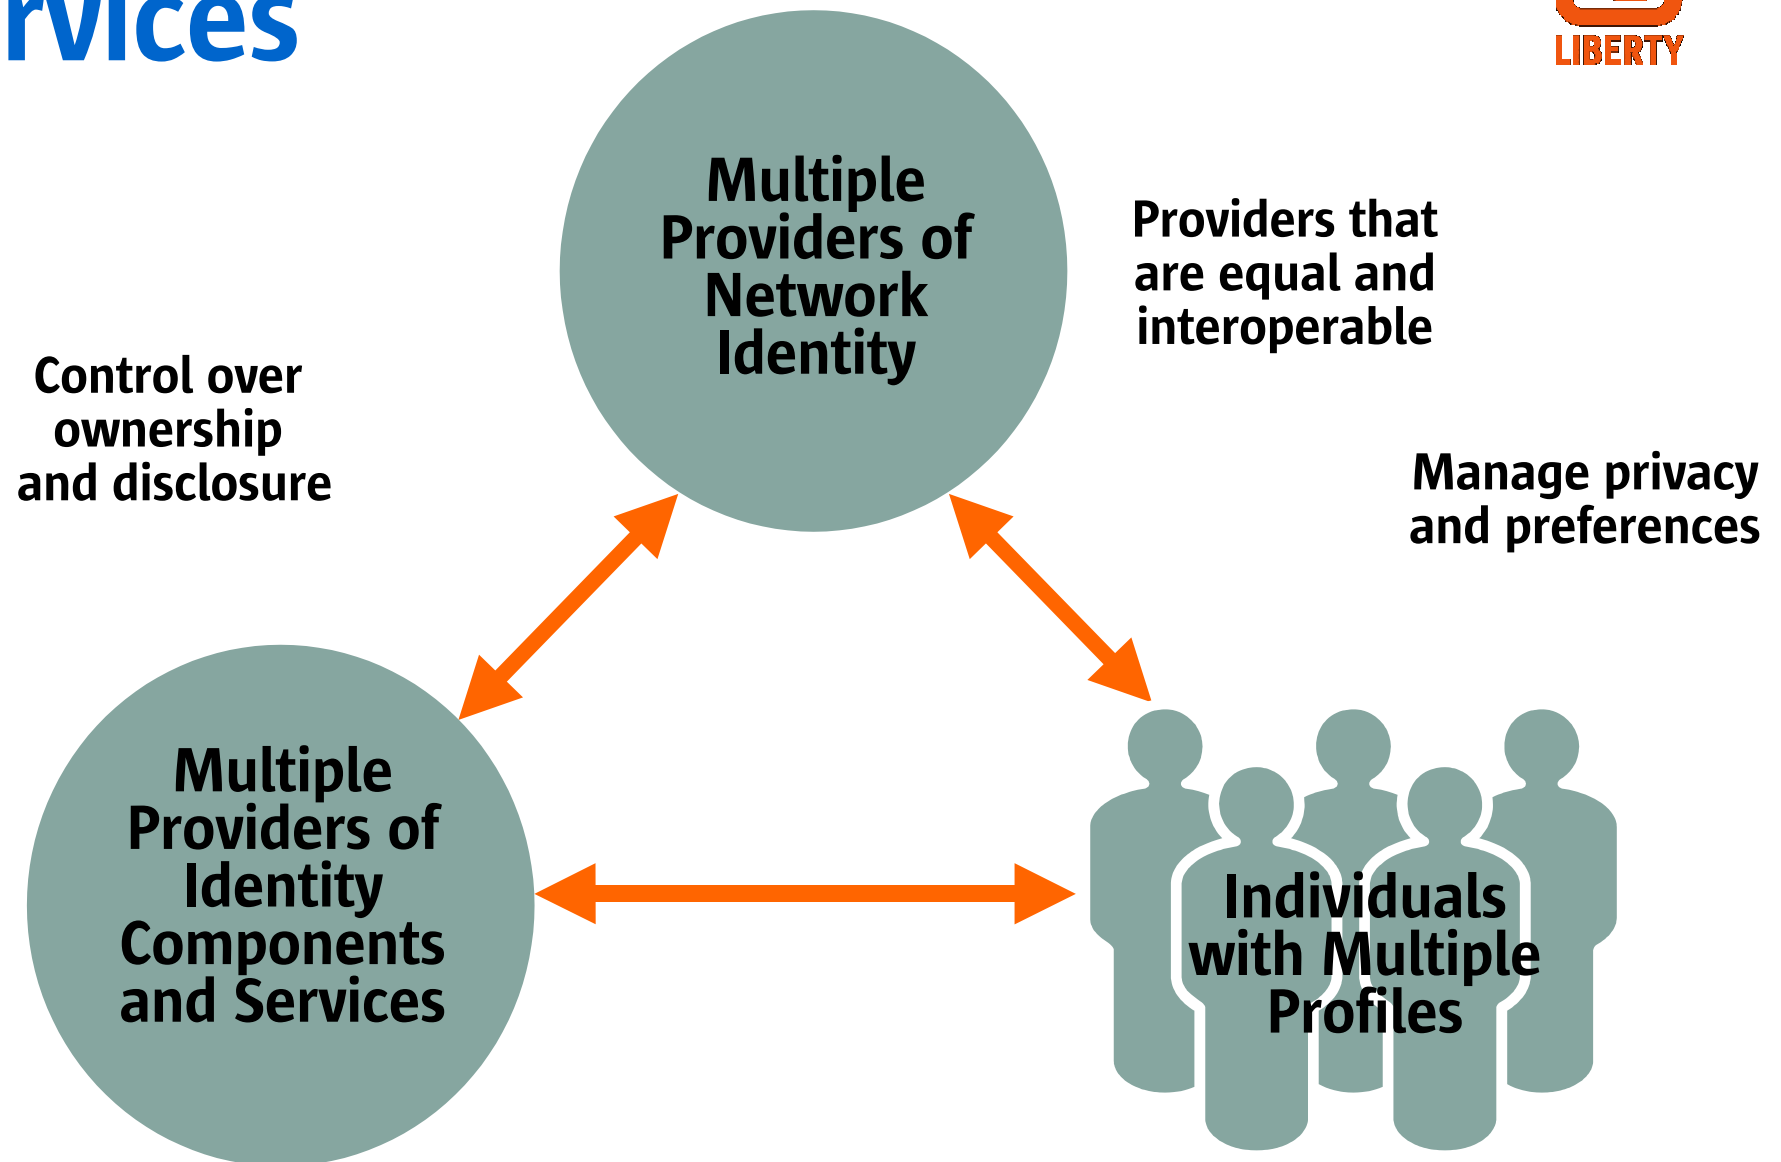 rvices
LIBERTY
Multiple
Providers of
Network
Identity
Providers that
are equal and
interoperable
Control over
ownership
and disclosure
Manage privacy
and preferences
Multiple
Providers of
Identity
Components
and Services
Individuals
with Multiple
Profiles